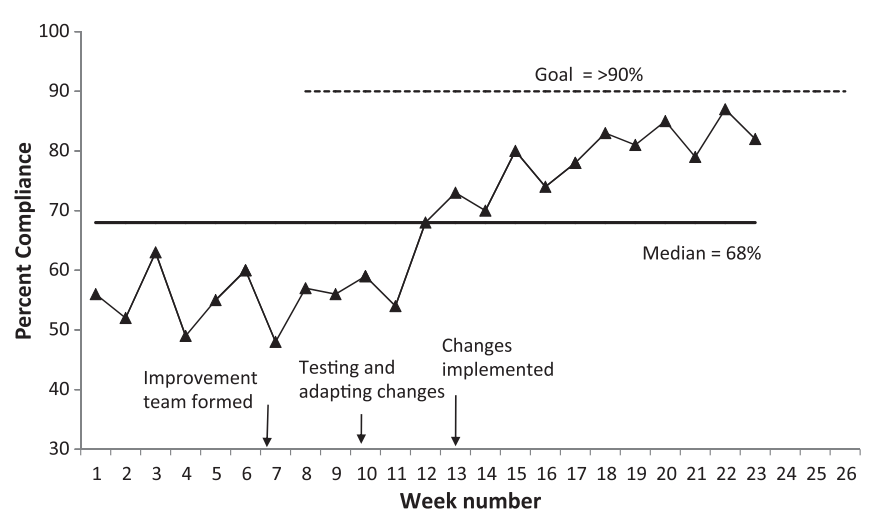 100
90
80
70
60
50
40
30
Percent Compliance
Goal = >90%
Median = 68%
Improvement
team formed
Testing and
adapting changes
Changes
implemented
1 2 3 4 5 6 7 8 9 10 11 12 13 14 15 16 17 18 19 20 21 22 23 24 25 26
Week number